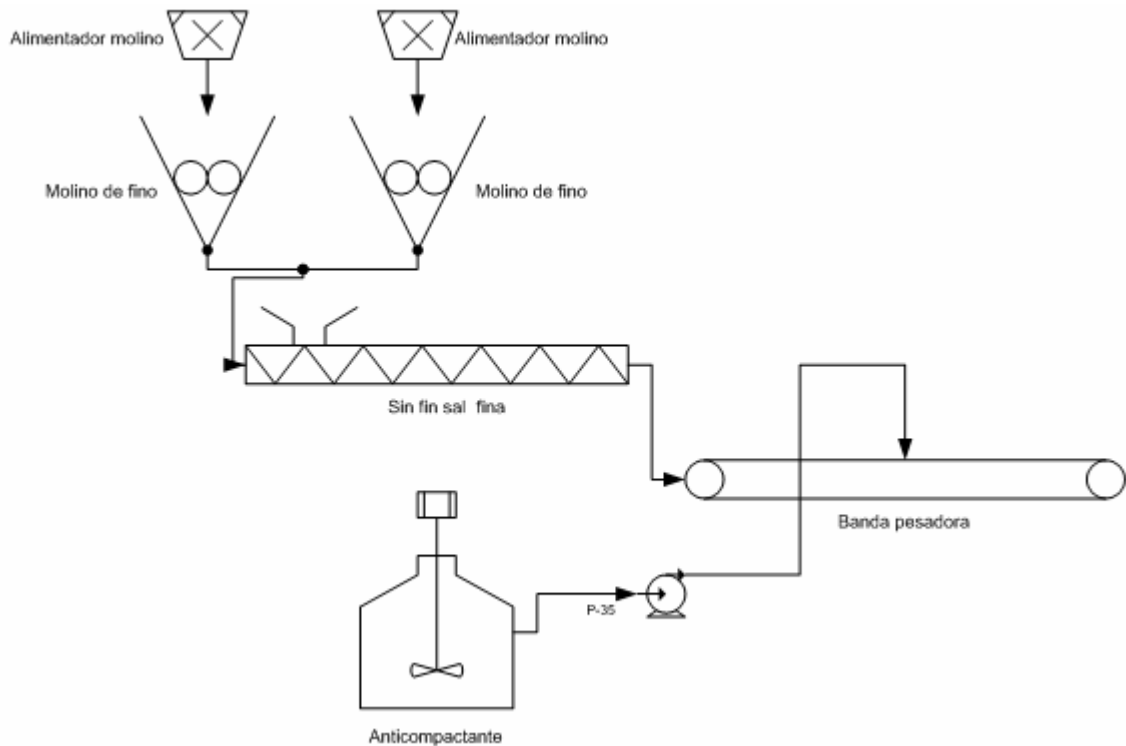 Alimentador molino
Alimentador molino
Molino de fino
Molino de fino
Sin fin sal fina
Banda pesadora
P-35
Anticompactante